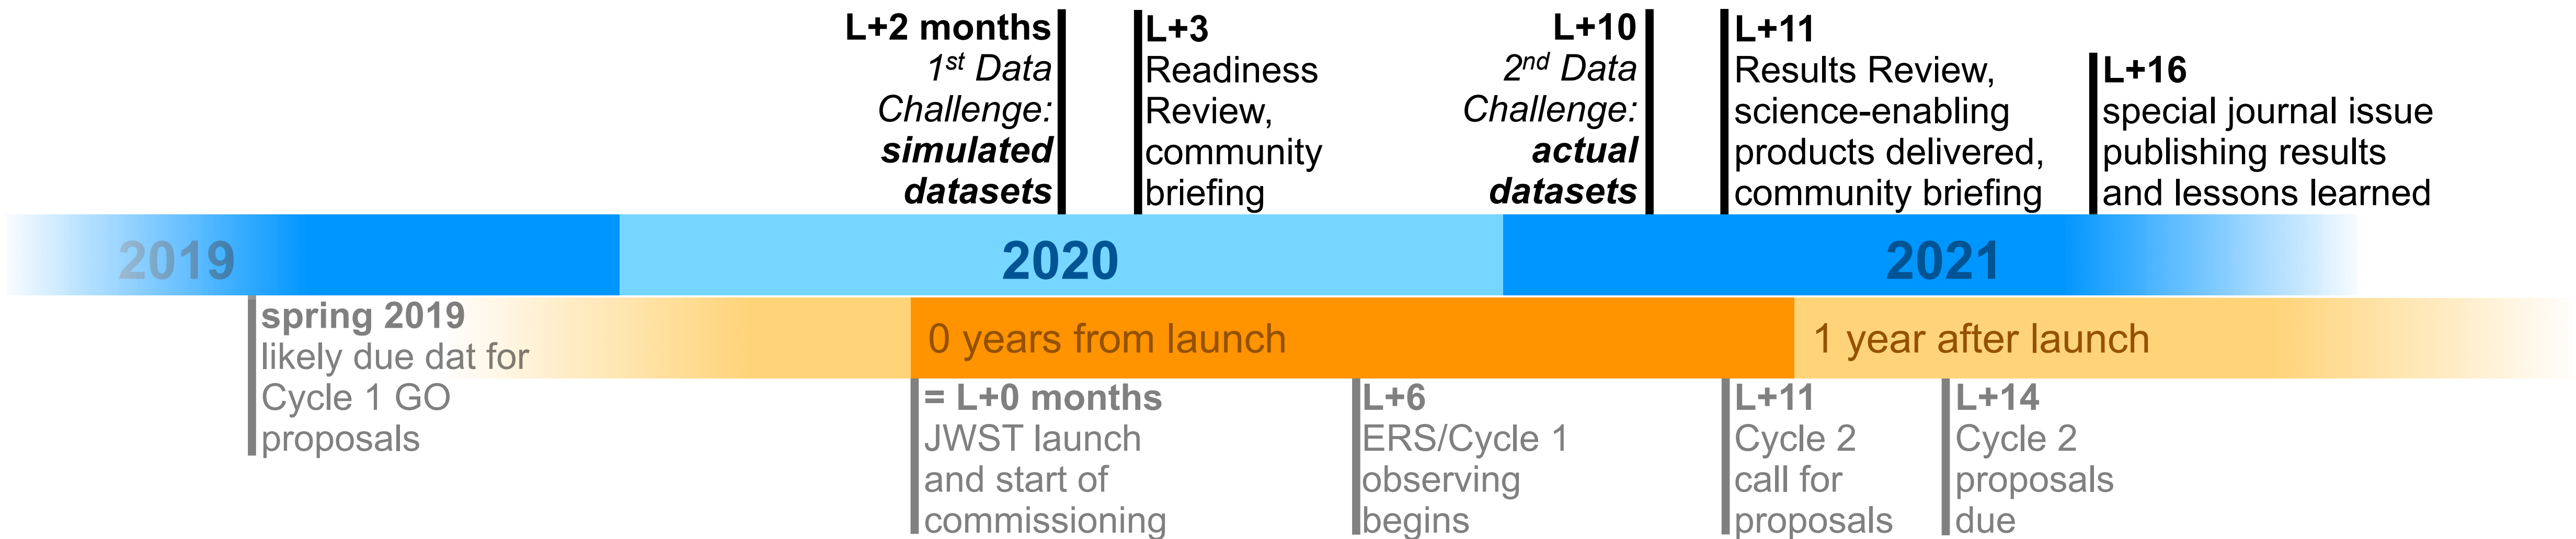 L+2 months
1st Data
Challenge:
simulated
datasets
L+3
Readiness
Review,
community
briefing
L+10
2nd Data
Challenge:
actual
datasets
L+11
Results Review,
science-enabling
products delivered,
community briefing
L+16
special journal issue
publishing results
and lessons learned
2019
2020
2021
spring 2019
likely due dat for
Cycle 1 GO
proposals
0 years from launch
1 year after launch
= L+0 months
JWST launch
and start of
commissioning
L+6
ERS/Cycle 1
observing
begins
L+11
Cycle 2
call for
proposals
L+14
Cycle 2
proposals
due